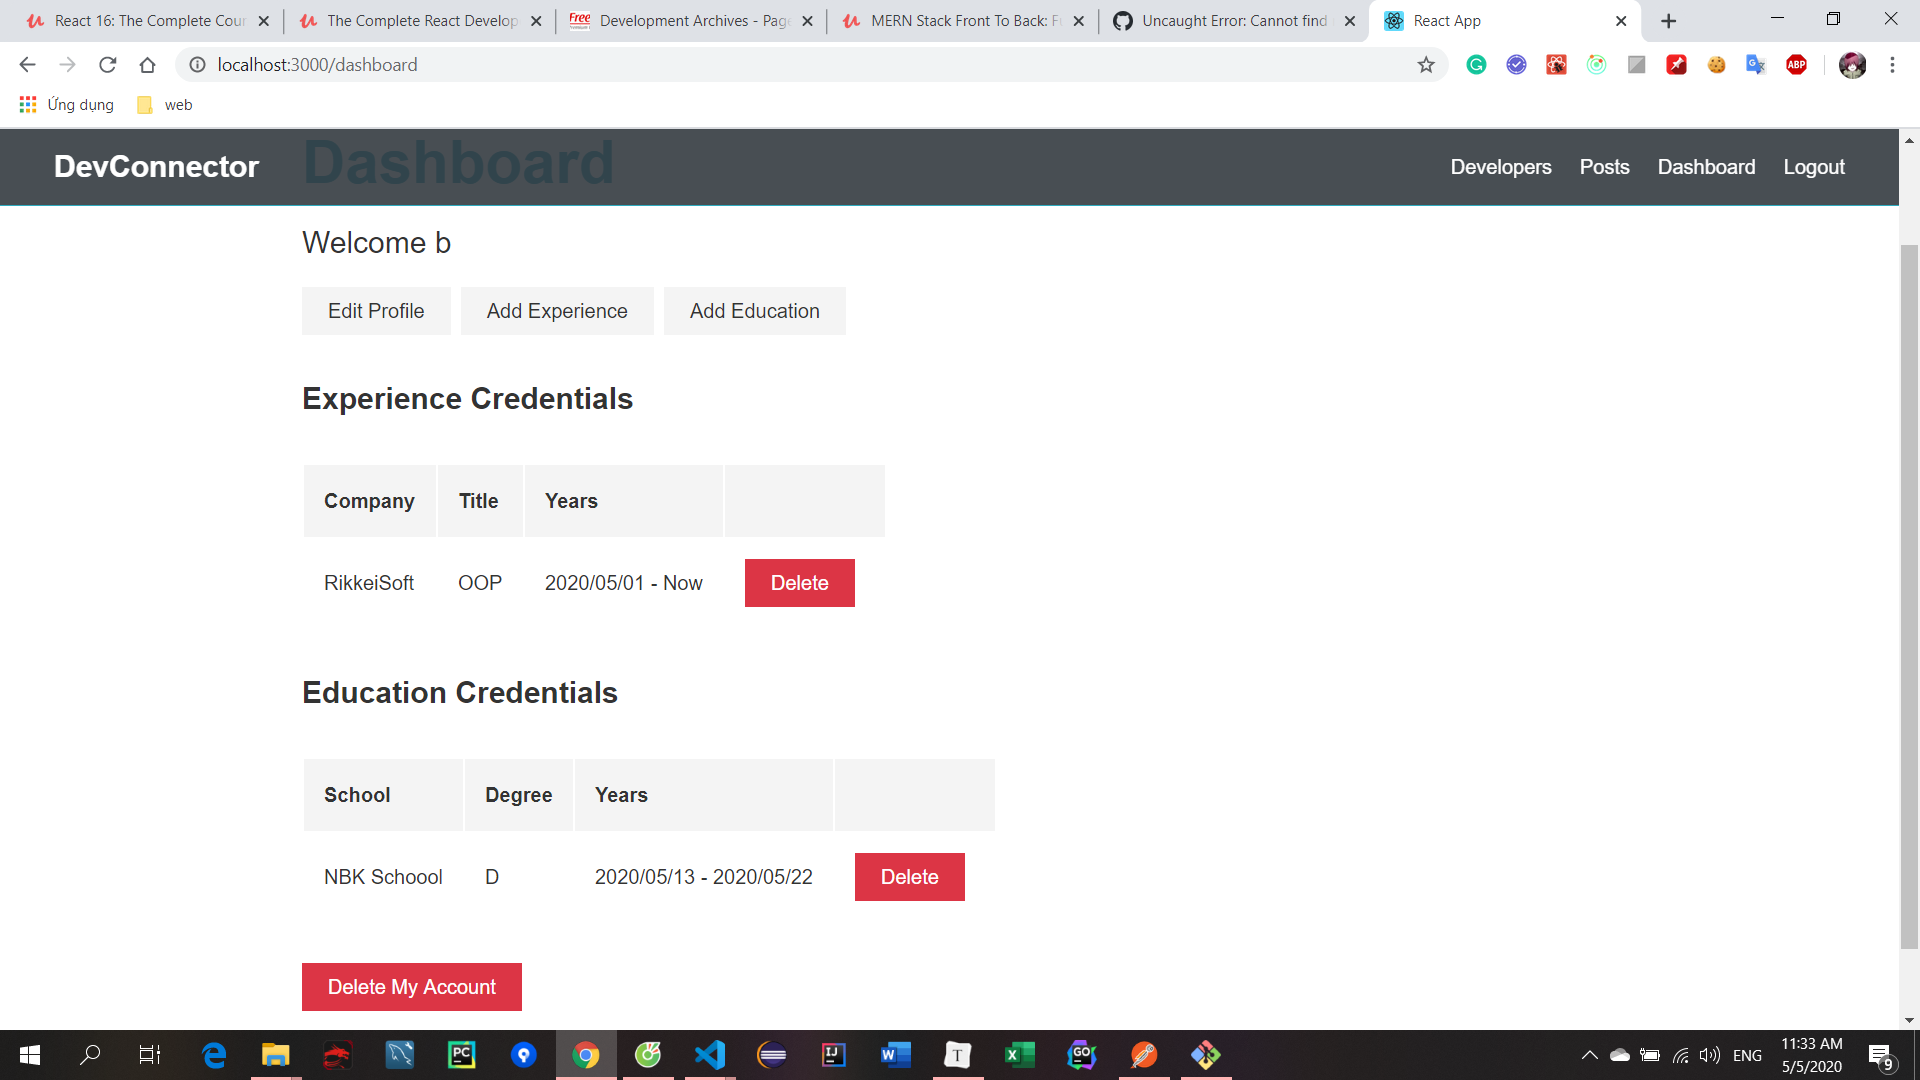 React 16: The Complete Cour
The Complete React Develop
Free
Development Archives - Page
MERN Stack Front To Back: F
Uncaught Error: Cannot find
React App
localhost:3000/dashboard
ABP
Ứng dụng
web
DevConnector
Dashboard
Developers
Posts
Dashboard
Logout
Welcome b
Edit Profile
Add Experience
Add Education
Experience Credentials
Company Title Years
RikkeiSoft OOP 2020/05/01 - Now Delete
Education Credentials
School Degree Years
NBK Schoool D 2020/05/13 - 2020/05/22 Delete
Delete My Account
ENG
11:33 AM
5/5/2020
9